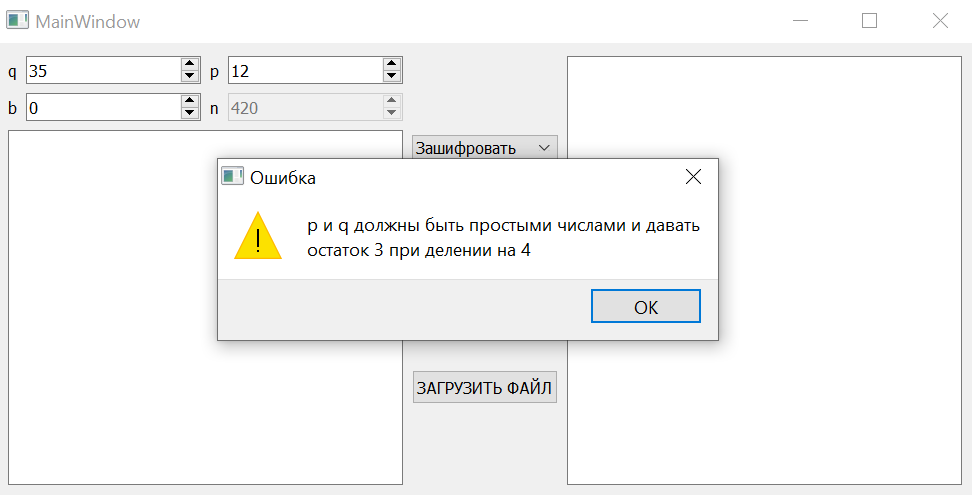 MainWindow
q 35 p 12
b 0 n 420
Зашифровать
Ошибка
p и q должны быть простыми числами и давать
остаток 3 при делении на 4
OK
ЗАГРУЗИТЬ ФАЙЛ